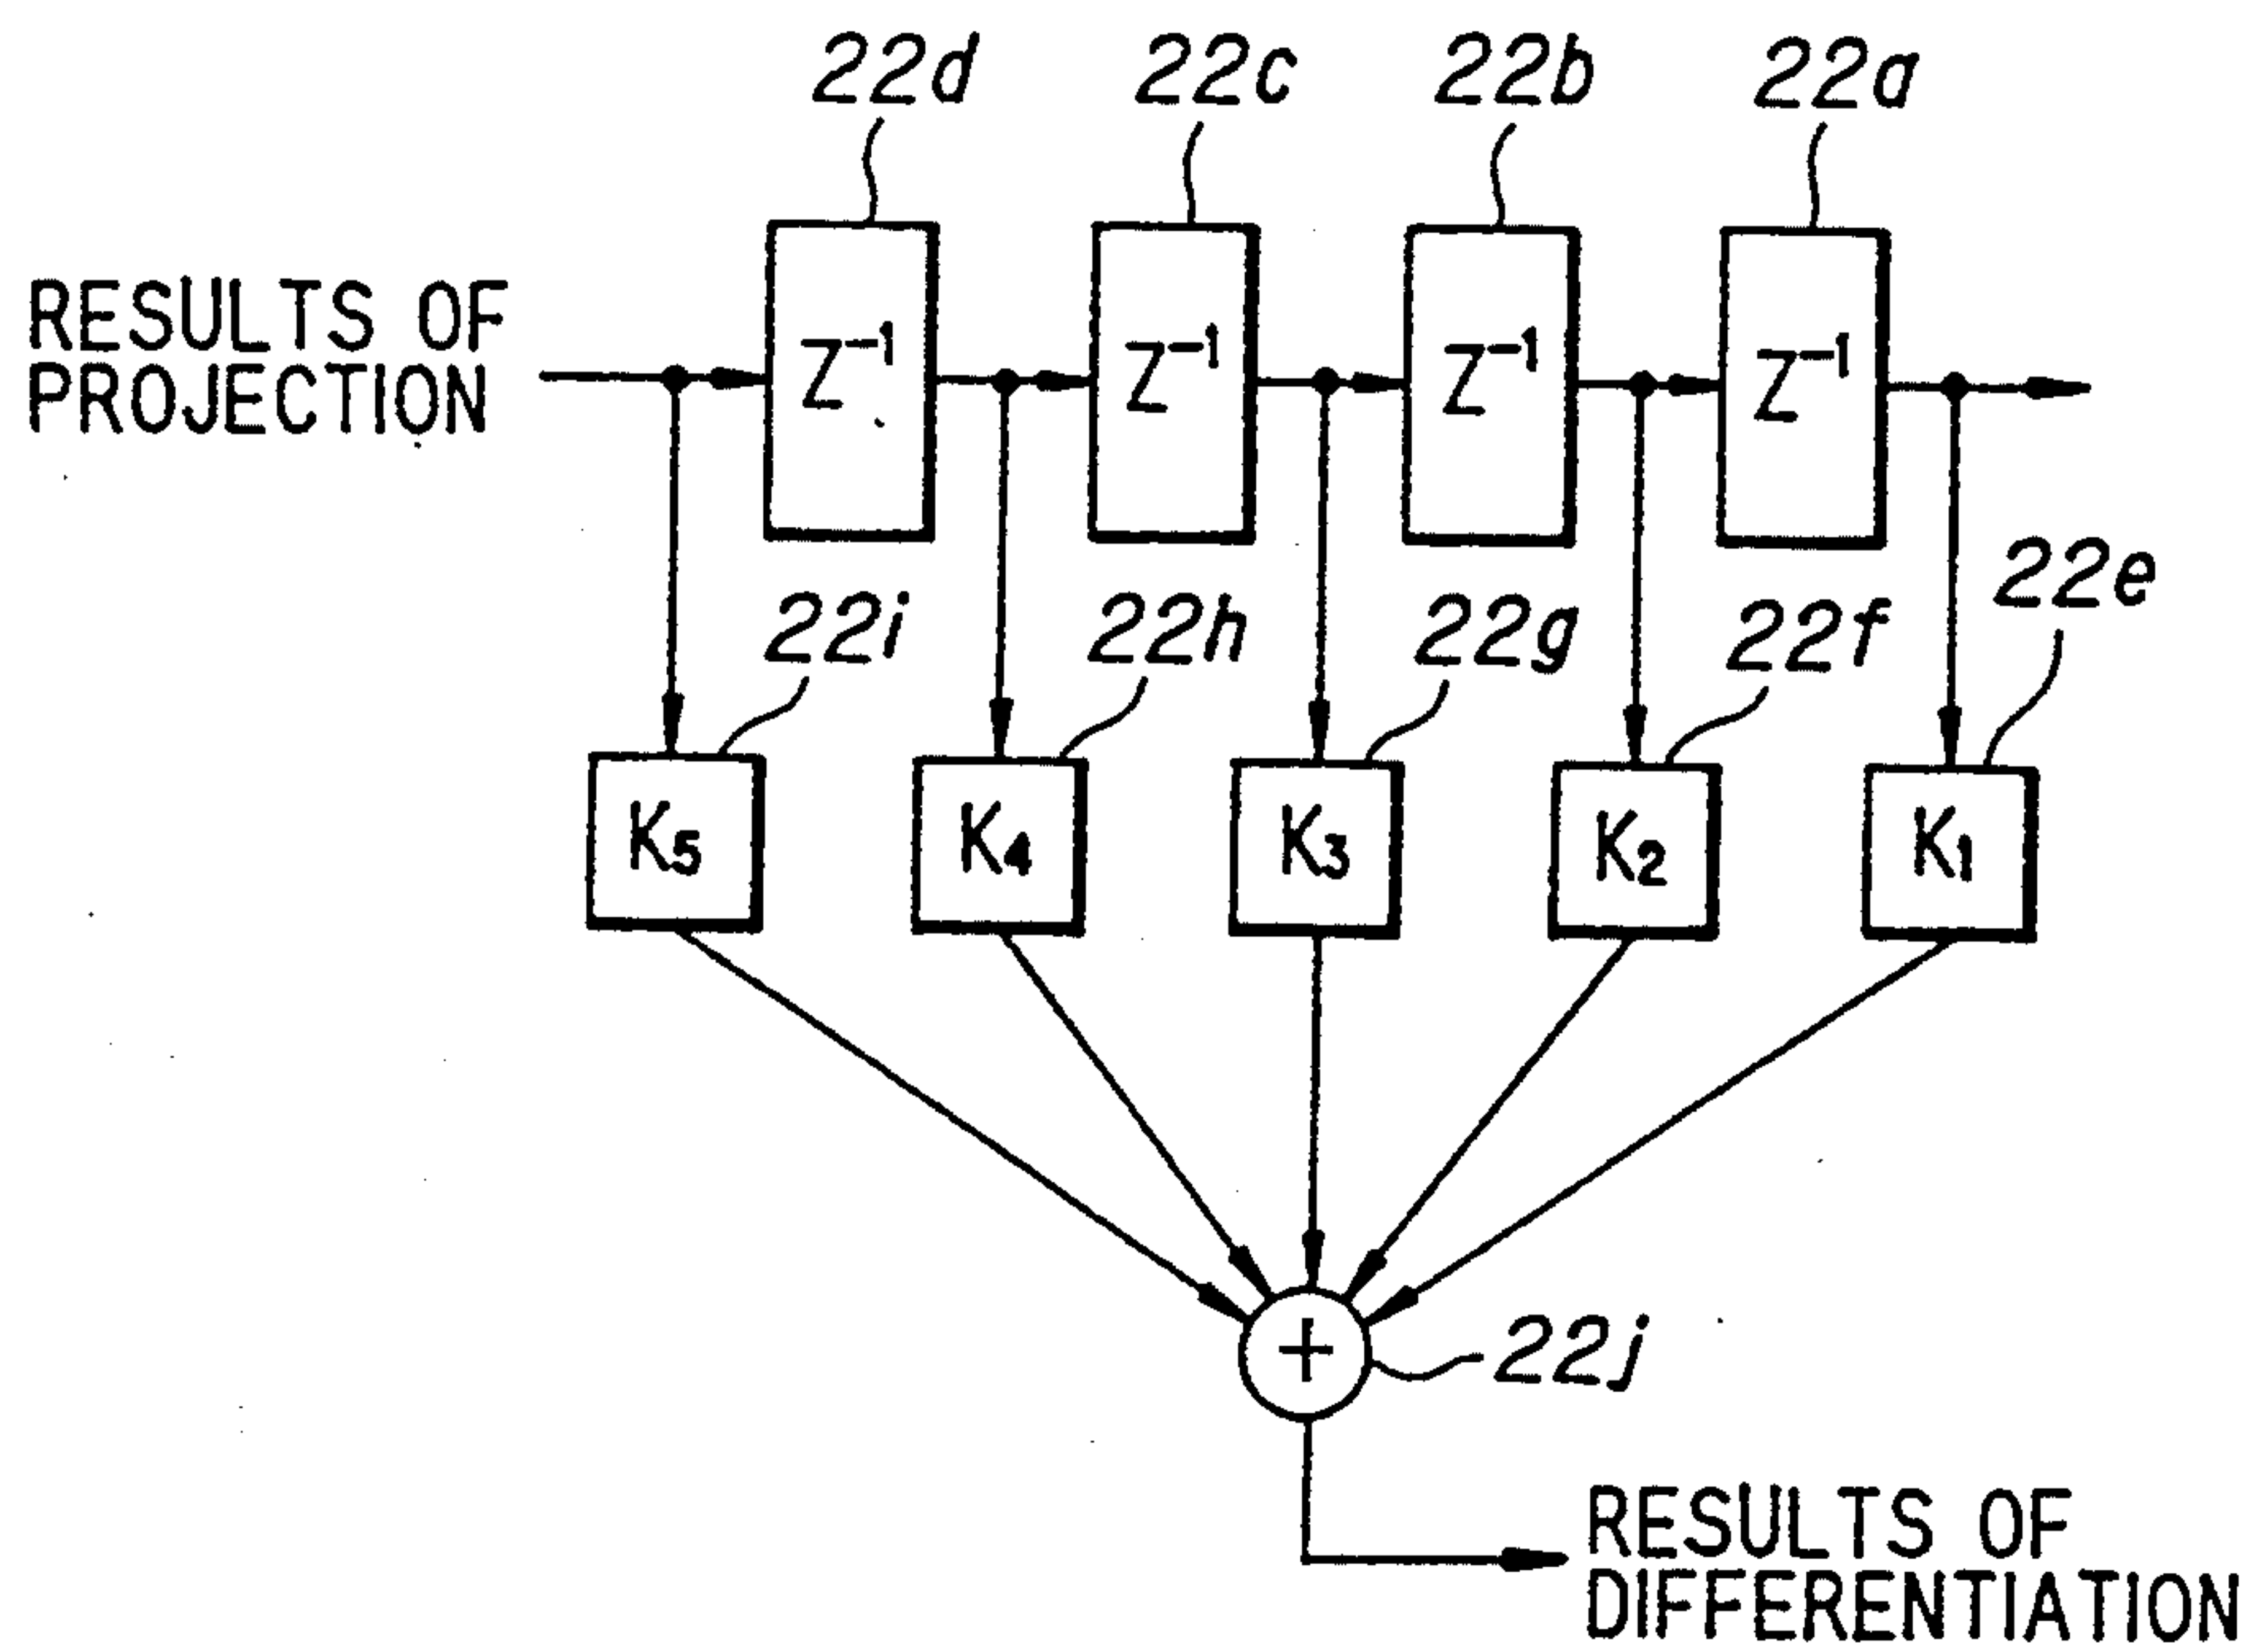 22d 22c 22b 22a
RESULTS OF
PROJECTION
Z⁻¹ Z⁻¹ Z⁻¹ Z⁻¹
22i 22h 22g 22f 22e
K₅ K₄ K₃ K₂ K₁
+
22j
RESULTS OF
DIFFERENTIATION